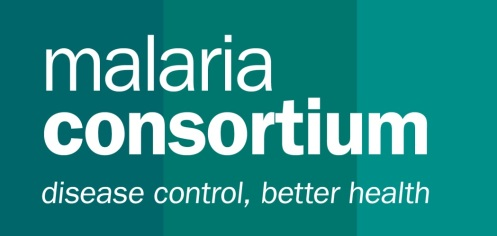 malaria
consortium
disease control, better health